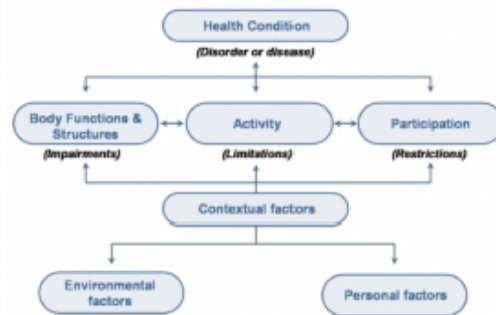 Health Condition
(Disorder or disease)
Body Functions &
Structures
Activity
Participation
(Impairments)
(Limitations)
(Restrictions)
Contextual factors
Environmental
factors
Personal factors